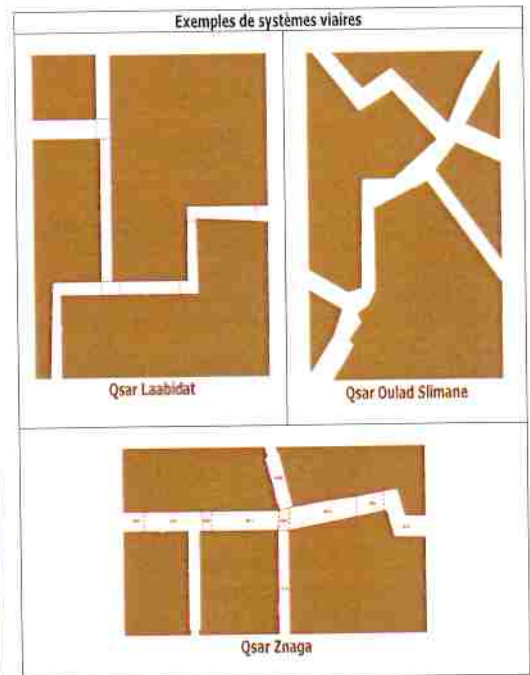 Exemples de systèmes viaires
Qsar Laabidat
Qsar Oulad Slimane
Qsar Znaga